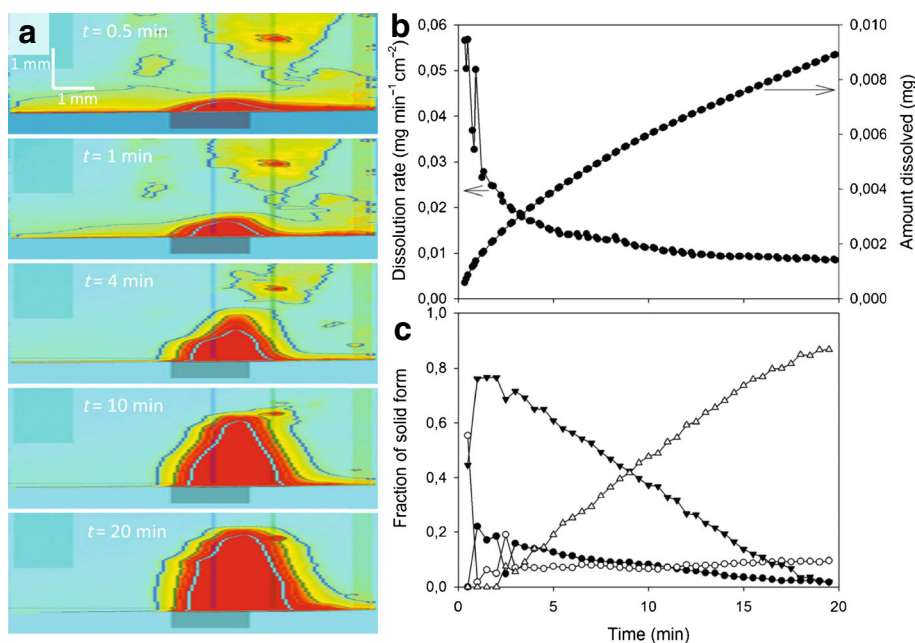 a
t = 0.5 min
1 mm
1 mm
t = 1 min
t = 4 min
t = 10 min
t = 20 min
b
Dissolution rate (mg min⁻¹ cm⁻²)
0,06
0,05
0,04
0,03
0,02
0,01
0,00
0,010
0,008
0,006
0,004
0,002
0,000
Amount dissolved (mg)
c
Fraction of solid form
1,0
0,8
0,6
0,4
0,2
0,0
0
5
10
15
20
Time (min)